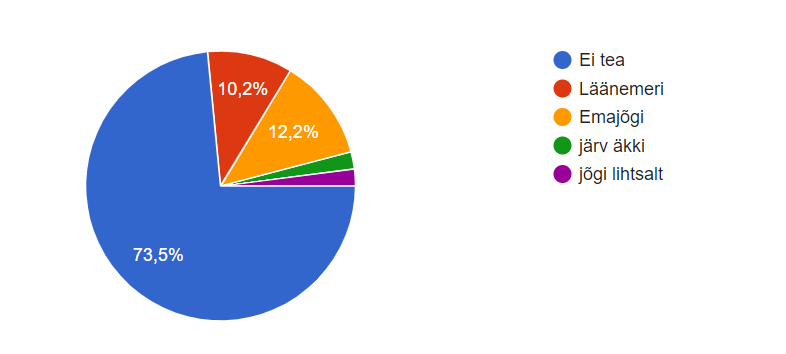 10,2%
12,2%
73,5%
Ei tea
Läänemeri
Emajõgi
järv äkki
jõgi lihtsalt